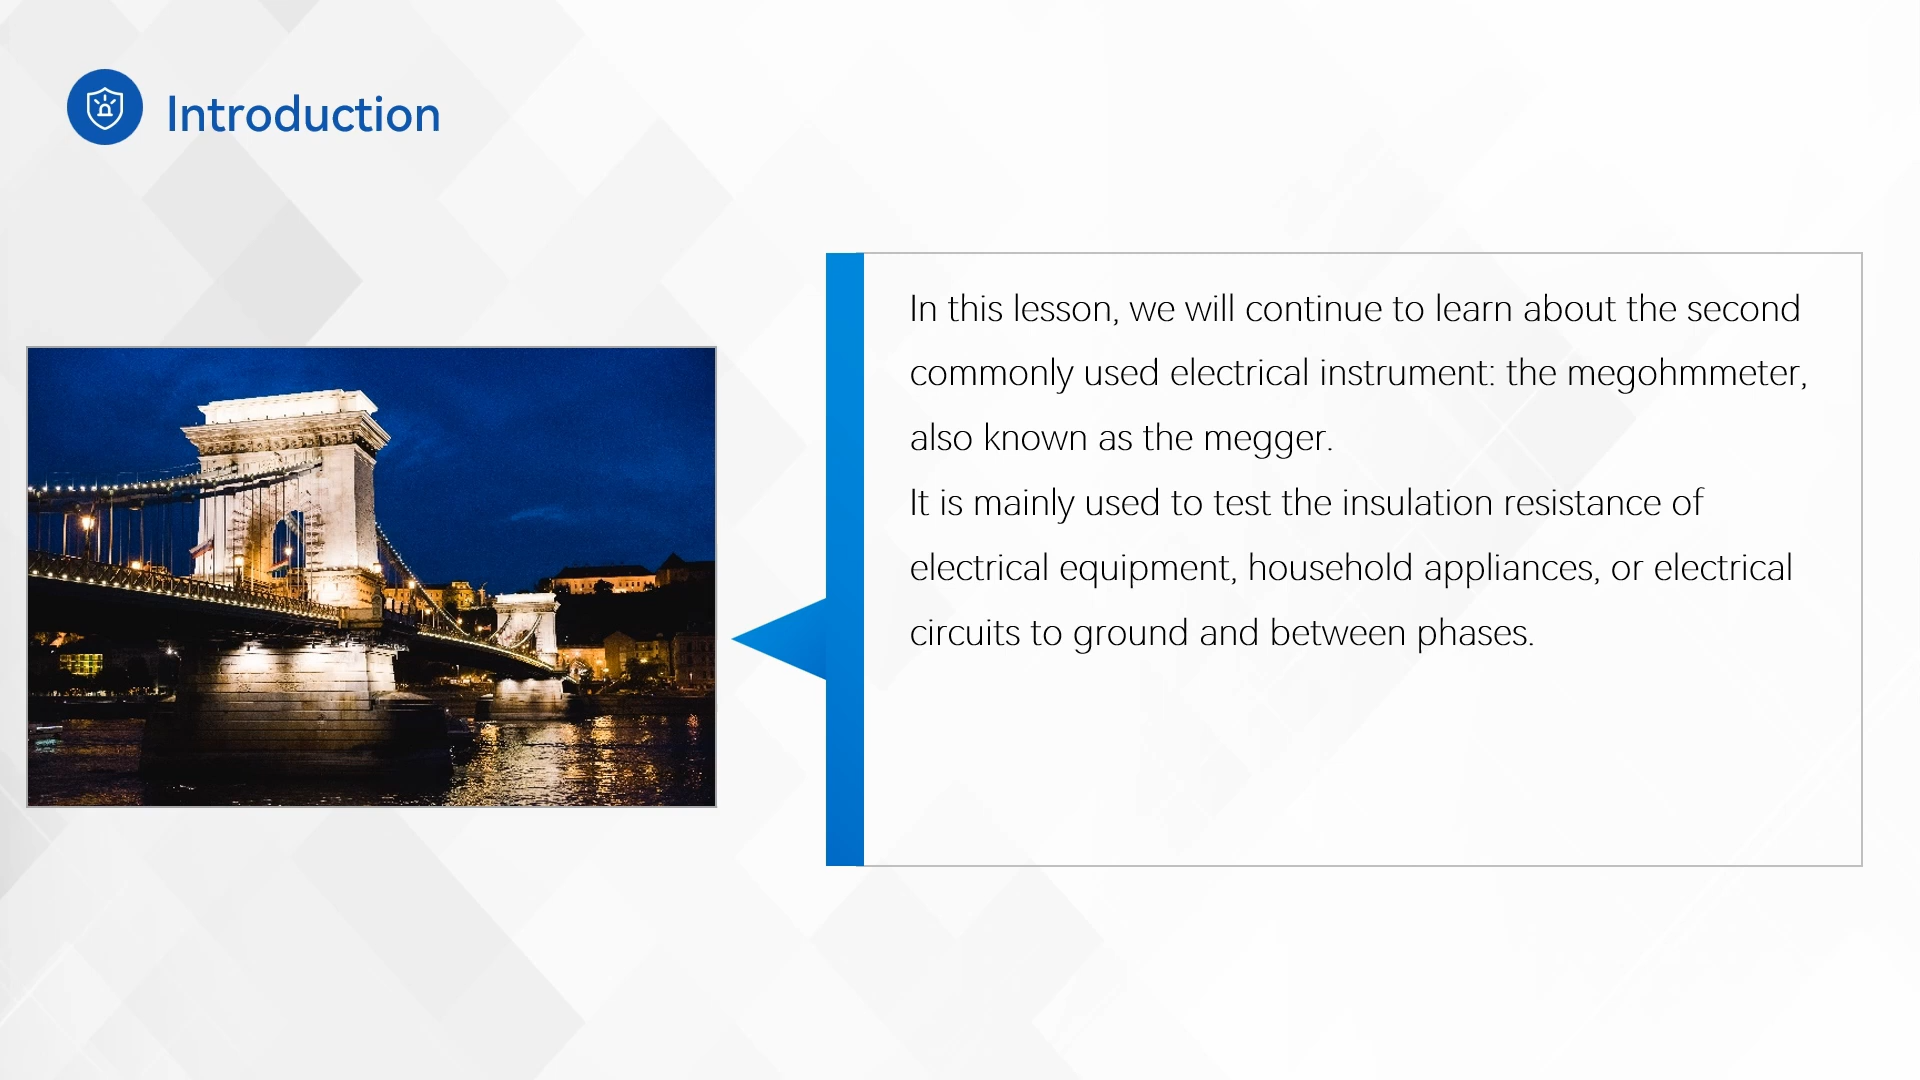 Introduction
In this lesson, we will continue to learn about the second
commonly used electrical instrument: the megohmmeter,
also known as the megger.
It is mainly used to test the insulation resistance of
electrical equipment, household appliances, or electrical
circuits to ground and between phases.